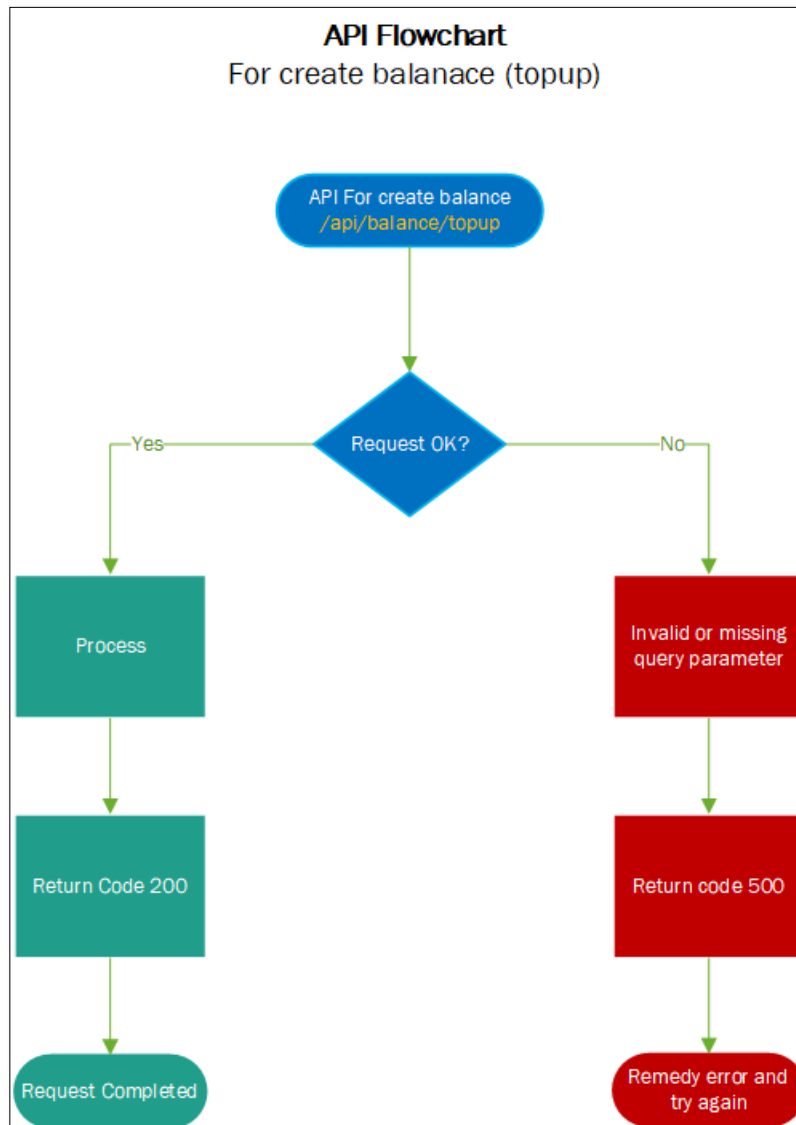 API Flowchart
For create balanace (topup)
API For create balance
/api/balance/topup
Request OK?
Yes
No
Process
Invalid or missing
query parameter
Return Code 200
Return code 500
Request Completed
Remedy error and
try again